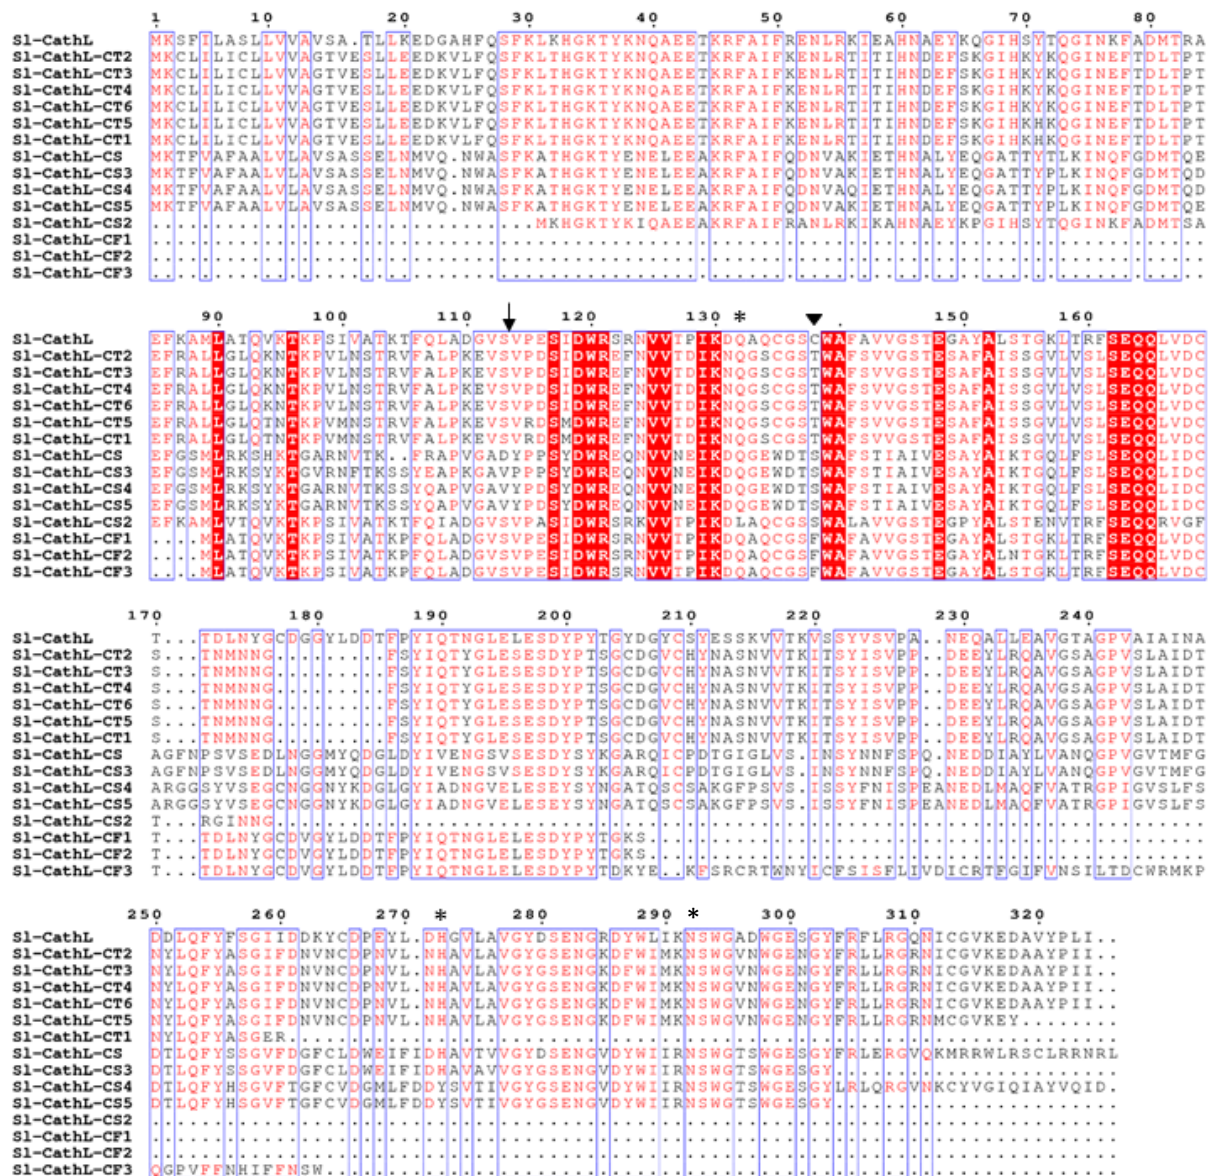 1 10 20 30 40 50 60 70 80
Sl-CathL MKSFILASLLVVAVSA.TLLKEDGAHFQSFKLKHGKTYKNQAEETKRFAIFRENLRKIEAHNAEYKQGIHSYTQGINKFADMTRA
Sl-CathL-CT2 MKCLILICLLVVAGTVESLLEEDKVLFQSFKLTHGKTYKNQAEETKRFAIFKENLRTITIHNDEFSKGIHKYKQGINEFTDLTPT
Sl-CathL-CT3 MKCLILICLLVVAGTVESLLEEDKVLFQSFKLTHGKTYKNQAEETKRFAIFKENLRTITIHNDEFSKGIHKYKQGINEFTDLTPT
Sl-CathL-CT4 MKCLILICLLVVAGTVESLLEEDKVLFQSFKLTHGKTYKNQAEETKRFAIFKENLRTITIHNDEFSKGIHKYKQGINEFTDLTPT
Sl-CathL-CT6 MKCLILICLLVVAGTVESLLEEDKVLFQSFKLTHGKTYKNQAEETKRFAIFKENLRTITIHNDEFSKGIHKYKQGINEFTDLTPT
Sl-CathL-CT5 MKCLILICLLVVAGTVESLLEEDKVLFQSFKLTHGKTYKNQAEETKRFAIFKENLRTITIHNDEFSKGIHKHKQGINEFTDLTPT
Sl-CathL-CT1 MKCLILICLLVVAGTVESLLEEDKVLFQSFKLTHGKTYKNQAEETKRFAIFKENLRTITIHNDEFSKGIHKHKQGINEFTDLTPT
Sl-CathL-CS MKTFVAFAALVLAVSASSELNMVQ.NWASFKATHGKTYENELEEAKRFAIFQDNVAKIETHNALYEQGATTYTLKINQFGDMTQE
Sl-CathL-CS3 MKTFVAFAALVLAVSASSELNMVQ.NWASFKATHGKTYENELEEAKRFAIFQDNVAKIETHNALYEQGATTYPLKINQFGDMTQD
Sl-CathL-CS4 MKTFVAFAALVLAVSASSELNMVQ.NWASFKATHGKTYENELEEAKRFAIFQDNVAQIETHNALYEQGATTYPLKINQFGDMTQD
Sl-CathL-CS5 MKTFVAFAALVLAVSASSELNMVQ.NWASFKATHGKTYENELEEAKRFAIFQDNVAKIETHNALYEQGATTYPLKINQFGDMTQE
Sl-CathL-CS2 ...............................MKHGKTYKIQAEEAKRFAIFRANLRKIKAHNAEYKPGIHSYTQGINKFADMTSA
Sl-CathL-CF1 .....................................................................................
Sl-CathL-CF2 .....................................................................................
Sl-CathL-CF3 .....................................................................................
90 100 110 120 130 * 150 160
Sl-CathL EFKAMLATQVKTKPSIVATKTFQLADGVSVPESIDWRSRNVVTPIKDQAQCGSCWAFAVVGSTEGAYALSTGKLTRFSEQQLVDC
Sl-CathL-CT2 EFRALLGLQKNTKPVLNSTRVFALPKEVSVPDSIDWREFNVVTDIKNQGSCGSTWAFSVVGSTESAFAISSGVLVSLSEQQLVDC
Sl-CathL-CT3 EFRALLGLQKNTKPVLNSTRVFALPKEVSVPDSIDWREFNVVTDIKNQGSCGSTWAFSVVGSTESAFAISSGVLVSLSEQQLVDC
Sl-CathL-CT4 EFRALLGLQKNTKPVLNSTRVFALPKEVSVPDSIDWREFNVVTDIKNQGSCGSTWAFSVVGSTESAFAISSGVLVSLSEQQLVDC
Sl-CathL-CT6 EFRALLGLQKNTKPVLNSTRVFALPKEVSVPDSIDWREFNVVTDIKNQGSCGSTWAFSVVGSTESAFAISSGVLVSLSEQQLVDC
Sl-CathL-CT5 EFRALLGLQTNTKPVMNSTRVFALPKEVSVRDSMDWREFNVVTDIKNQGSCGSTWAFSVVGSTESAFAISSGVLVSLSEQQLVDC
Sl-CathL-CT1 EFRALLGLQTNTKPVMNSTRVFALPKEVSVRDSMDWREFNVVTDIKNQGSCGSTWAFSVVGSTESAFAISSGVLVSLSEQQLVDC
Sl-CathL-CS EFGSMLRKSHKTGARNVTK..FRAPVGADYPPSYDWREQNVVNEIKDQGEWDTSWAFSTIAIVESAYAIKTGQLFSLSEQQLIDC
Sl-CathL-CS3 EFGSMLRKSYKTGVRNFTKSSYEAPKGAVPPPSYDWREQNVVNEIKDQGEWDTSWAFSTIAIVESAYAIKTGQLFSLSEQQLIDC
Sl-CathL-CS4 EFGSMLRKSYKTGARNVTKSSYQAPVGAVYPDSYDWREQNVVNEIKDQGEWDTSWAFSTIAIVESAYAIKTGQLFSLSEQQLIDC
Sl-CathL-CS5 EFGSMLRKSYKTGARNVTKSSYQAPVGAVYPDSYDWREQNVVNEIKDQGEWDTSWAFSTIAIVESAYAIKTGQLFSLSEQQLIDC
Sl-CathL-CS2 EFKAMLVTQVKTKPSIVATKTFQIADGVSVPASIDWRSRKVVTPIKDLAQCGSSWALAVVGSTEGPYALSTENVTRFSEQQRVGF
Sl-CathL-CF1 ....MLATQVKTKPSIVATKTFQLADGVSVPESIDWRSRNVVTPIKDQAQCGSFWAFAVVGSTEGAYALSTGKLTRFSEQQLVDC
Sl-CathL-CF2 ....MLATQVKTKPSIVATKTFQLADGVSVPESIDWRSRNVVTPIKDQAQCGSFWAFAVVGSTEGAYALNTGKLTRFSEQQLVDC
Sl-CathL-CF3 ....MLATQVKTKPSIVATKPFQLADGVSVPESIDWRSRNVVTPIKDQAQCGSFWAFAVVGSTEGAYALSTGKLTRFSEQQLVDC
170 180 190 200 210 220 230 240
Sl-CathL T...TDLNYGCDGGYLDDTFPYIQTNGLELESDYPYTGYDGYCSYESSKVVTKVSSYVSVPA..NEQALLEAVGTAGPVAIAINA
Sl-CathL-CT2 S...TNMNNG.........FSYIQTYGLESESDYPTSGCDGVCHYNASNVVTKITSYISVPP..DEEYLRQAVGSAGPVSLAIDT
Sl-CathL-CT3 S...TNMNNG.........FSYIQTYGLESESDYPTSGCDGVCHYNASNVVTKITSYISVPP..DEEYLRQAVGSAGPVSLAIDT
Sl-CathL-CT4 S...TNMNNG.........FSYIQTYGLESESDYPTSGCDGVCHYNASNVVTKITSYISVPP..DEEYLRQAVGSAGPVSLAIDT
Sl-CathL-CT6 S...TNMNNG.........FSYIQTYGLESESDYPTSGCDGVCHYNASNVVTKITSYISVPP..DEEYLRQAVGSAGPVSLAIDT
Sl-CathL-CT5 S...TNMNNG.........FSYIQTYGLESESDYPTSGCDGVCHYNASNVVTKITSYISVPP..DEEYLRQAVGSAGPVSLAIDT
Sl-CathL-CT1 S...TNMNNG.........FSYIQTYGLESESDYPTSGCDGVCHYNASNVVTKITSYISVPP..DEEYLRQAVGSAGPVSLAIDT
Sl-CathL-CS AGFNPSVSEDLNGGMYQDGLDYIVENGSVSESDYSYKGARQICPDTGIGLVS.INSYNNFSPQ.NEDDIAYLVANQGPVGVTMFG
Sl-CathL-CS3 AGFNPSVSEDLNGGMYQDGLDYIVENGSVSESDYSYKGARQICPDTGIGLVS.INSYNNFSPQ.NEDDIAYLVANQGPVGVTMFG
Sl-CathL-CS4 ARGGSYVSEGCNGGNYKDGLGYIADNGVELESEYSYNGATQSCSAKGFPSVS.ISSYFNISPEANEDLMAQFVATRGPIGVSLFS
Sl-CathL-CS5 ARGGSYVSEGCNGGNYKDGLGYIADNGVELESEYSYNGATQSCSAKGFPSVS.ISSYFNISPEANEDLMAQFVATRGPIGVSLFS
Sl-CathL-CS2 T...RGINNG...........................................................................
Sl-CathL-CF1 T...TDLNYGCDVGYLDDTFPYIQTNGLELESDYPYTGKS.............................................
Sl-CathL-CF2 T...TDLNYGCDVGYLDDTFPYIQTNGLELESDYPYTGKS.............................................
Sl-CathL-CF3 T...TDLNYGCDVGYLDDTFPYIQTNGLELESDYPYTDKYE..KFSRCRTWNYICFSISFLIVDICRTFGIFVNSILTDCWRMKP
250 260 270 * 280 290 * 300 310 320
Sl-CathL DDLQFYFSGIIDDKYCDPEYL.DHGVLAVGYDSENGRDYWLIKNSWGADWGESGYFRFLRGQNICGVKEDAVYPLI..
Sl-CathL-CT2 NYLQFYASGIFDNVNCDPNVL.NHAVLAVGYGSENGKDFWIMKNSWGVNWGENGYFRLLRGRNICGVKEDAAYPII..
Sl-CathL-CT3 NYLQFYASGIFDNVNCDPNVL.NHAVLAVGYGSENGKDFWIMKNSWGVNWGENGYFRLLRGRNICGVKEDAAYPII..
Sl-CathL-CT4 NYLQFYASGIFDNVNCDPNVL.NHAVLAVGYGSENGKDFWIMKNSWGVNWGENGYFRLLRGRNICGVKEDAAYPII..
Sl-CathL-CT6 NYLQFYASGIFDNVNCDPNVL.NHAVLAVGYGSENGKDFWIMKNSWGVNWGENGYFRLLRGRNICGVKEDAAYPII..
Sl-CathL-CT5 NYLQFYASGIFDNVNCDPNVL.NHAVLAVGYGSENGKDFWIMKNSWGVNWGENGYFRLLRGRNMCGVKEY........
Sl-CathL-CT1 NYLQFYASGER...................................................................
Sl-CathL-CS DTLQFYSSGVFDGFCLDWEIFIDHAVTVVGYDSENGVDYWIIRNSWGTSWGESGYFRLERGVQKMRRWLRSCLRRNRL
Sl-CathL-CS3 DTLQFYSSGVFDGFCLDWEIFIDHAVAVVGYGSENGVDYWIIRNSWGTSWGESGY.......................
Sl-CathL-CS4 DTLQFYHSGVFTGFCVDGMLFDDYSVTIVGYGSENGVDYWIIRNSWGTSWGESGYLRLQRGVNKCYVGIQIAYVQID.
Sl-CathL-CS5 DTLQFYHSGVFTGFCVDGMLFDDYSVTIVGYGSENGVDYWIIRNSWGTSWGESGY.......................
Sl-CathL-CS2 ..............................................................................
Sl-CathL-CF1 ..............................................................................
Sl-CathL-CF2 ..............................................................................
Sl-CathL-CF3 QGPVFFNHIFFNSW................................................................